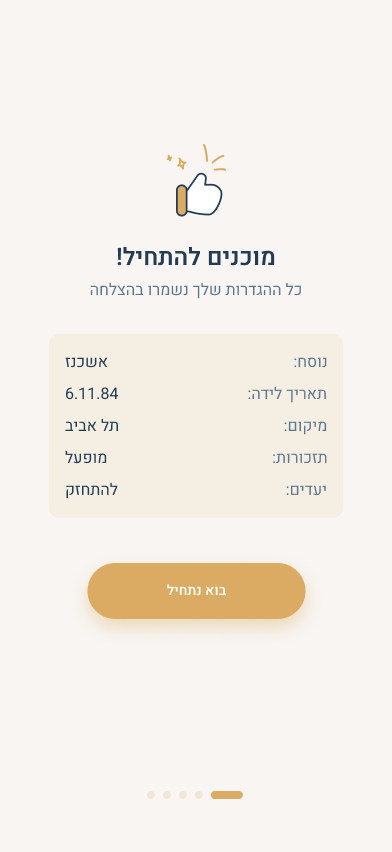 מוכנים להתחיל!
כל ההגדרות שלך נשמרו בהצלחה
נוסח: אשכנז
תאריך לידה: 6.11.84
מיקום: תל אביב
תזכורות: מופעל
יעדים: להתחזק
בוא נתחיל